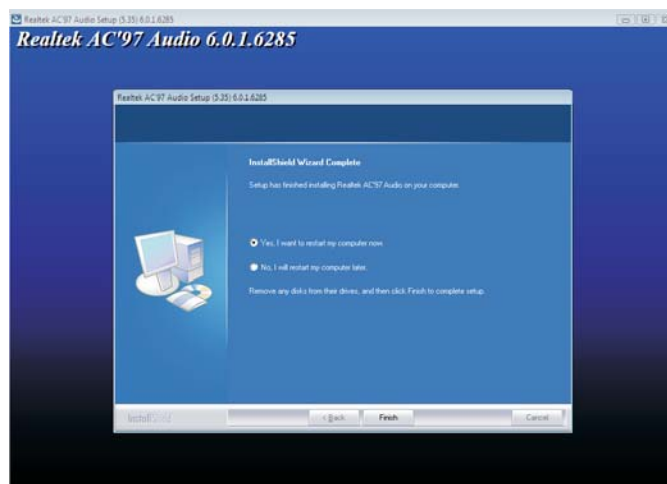 Realtek AC'97 Audio Setup (5.35) 6.0.1.6285
Realtek AC'97 Audio 6.0.1.6285
Realtek AC'97 Audio Setup (5.35) 6.0.1.6285
InstallShield Wizard Complete
Setup has finished installing Realtek AC'97 Audio on your computer.
Yes, I want to restart my computer now.
No, I will restart my computer later.
Remove any disks from their drives, and then click Finish to complete setup.
InstallShield
< Back Finish Cancel